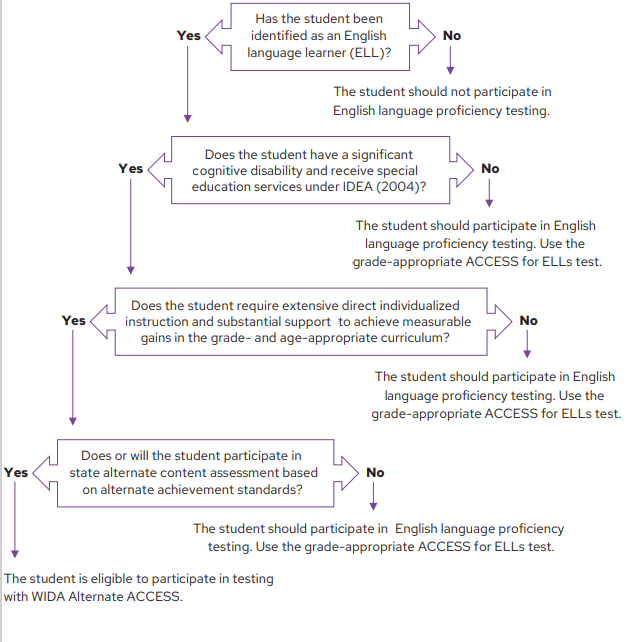 Has the student been
Yes
identified as an English
No
language learner (ELL)?
The student should not participate in
English language proficiency testing.
Does the student have a significant
Yes
cognitive disability and receive special
No
education services under IDEA (2004)?
The student should participate in English
language proficiency testing. Use the
grade-appropriate ACCESS for ELLs test.
Does the student require extensive direct individualized
Yes
instruction and substantial support to achieve measurable
No
gains in the grade- and age-appropriate curriculum?
The student should participate in English
language proficiency testing. Use the
grade-appropriate ACCESS for ELLs test.
Does or will the student participate in
Yes
state alternate content assessment based
No
on alternate achievement standards?
The student should participate in English language proficiency
testing. Use the grade-appropriate ACCESS for ELLs test.
The student is eligible to participate in testing
with WIDA Alternate ACCESS.